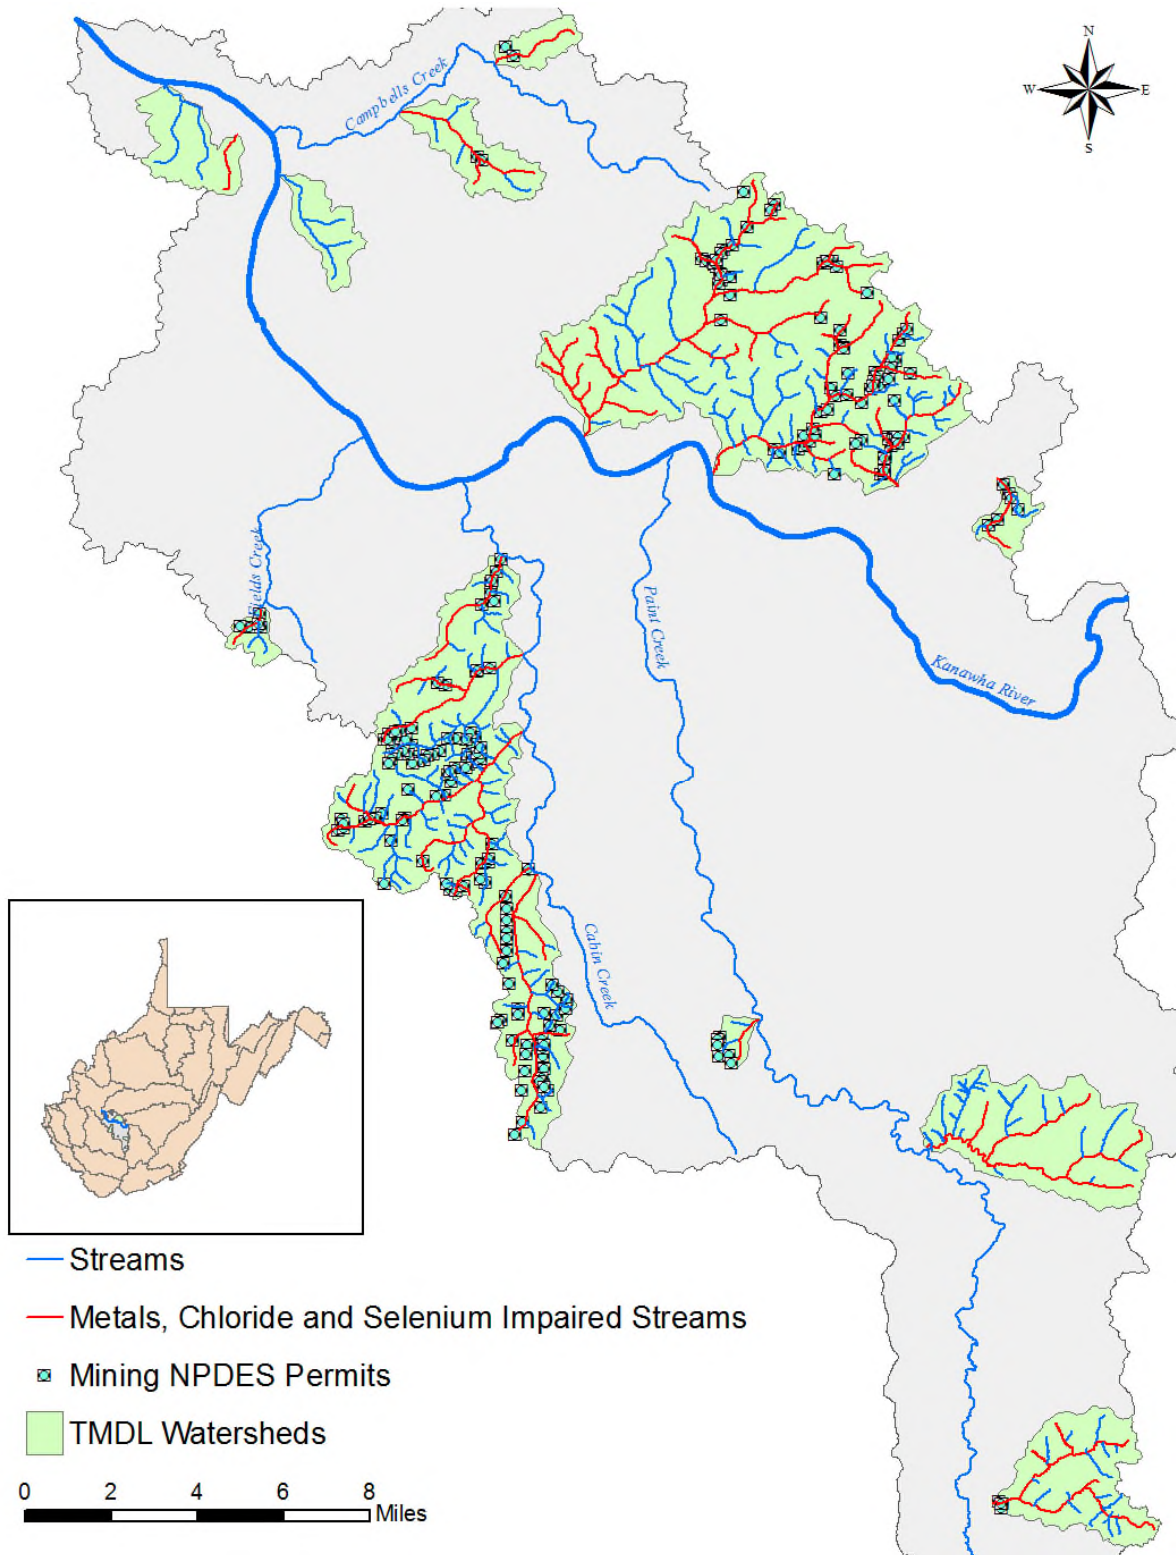 N
W E
S
Campbells Creek
Fields Creek
Paint Creek
Kanawha River
Cabin Creek
Streams
Metals, Chloride and Selenium Impaired Streams
Mining NPDES Permits
TMDL Watersheds
0 2 4 6 8
Miles